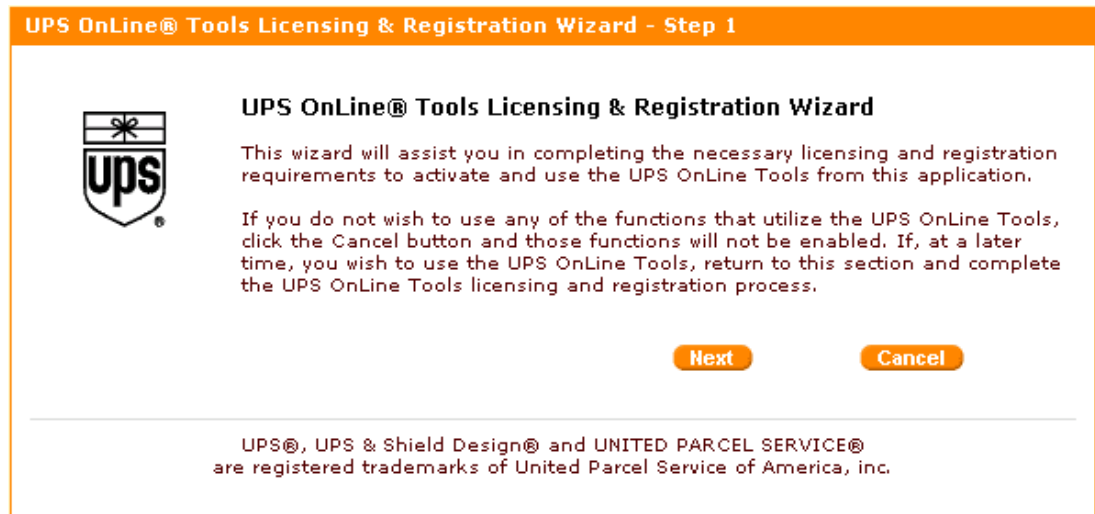 UPS OnLine® Tools Licensing & Registration Wizard - Step 1
UPS OnLine® Tools Licensing & Registration Wizard
ups
®
This wizard will assist you in completing the necessary licensing and registration
requirements to activate and use the UPS OnLine Tools from this application.
If you do not wish to use any of the functions that utilize the UPS OnLine Tools,
click the Cancel button and those functions will not be enabled. If, at a later
time, you wish to use the UPS OnLine Tools, return to this section and complete
the UPS OnLine Tools licensing and registration process.
Next Cancel
UPS®, UPS & Shield Design® and UNITED PARCEL SERVICE®
are registered trademarks of United Parcel Service of America, inc.